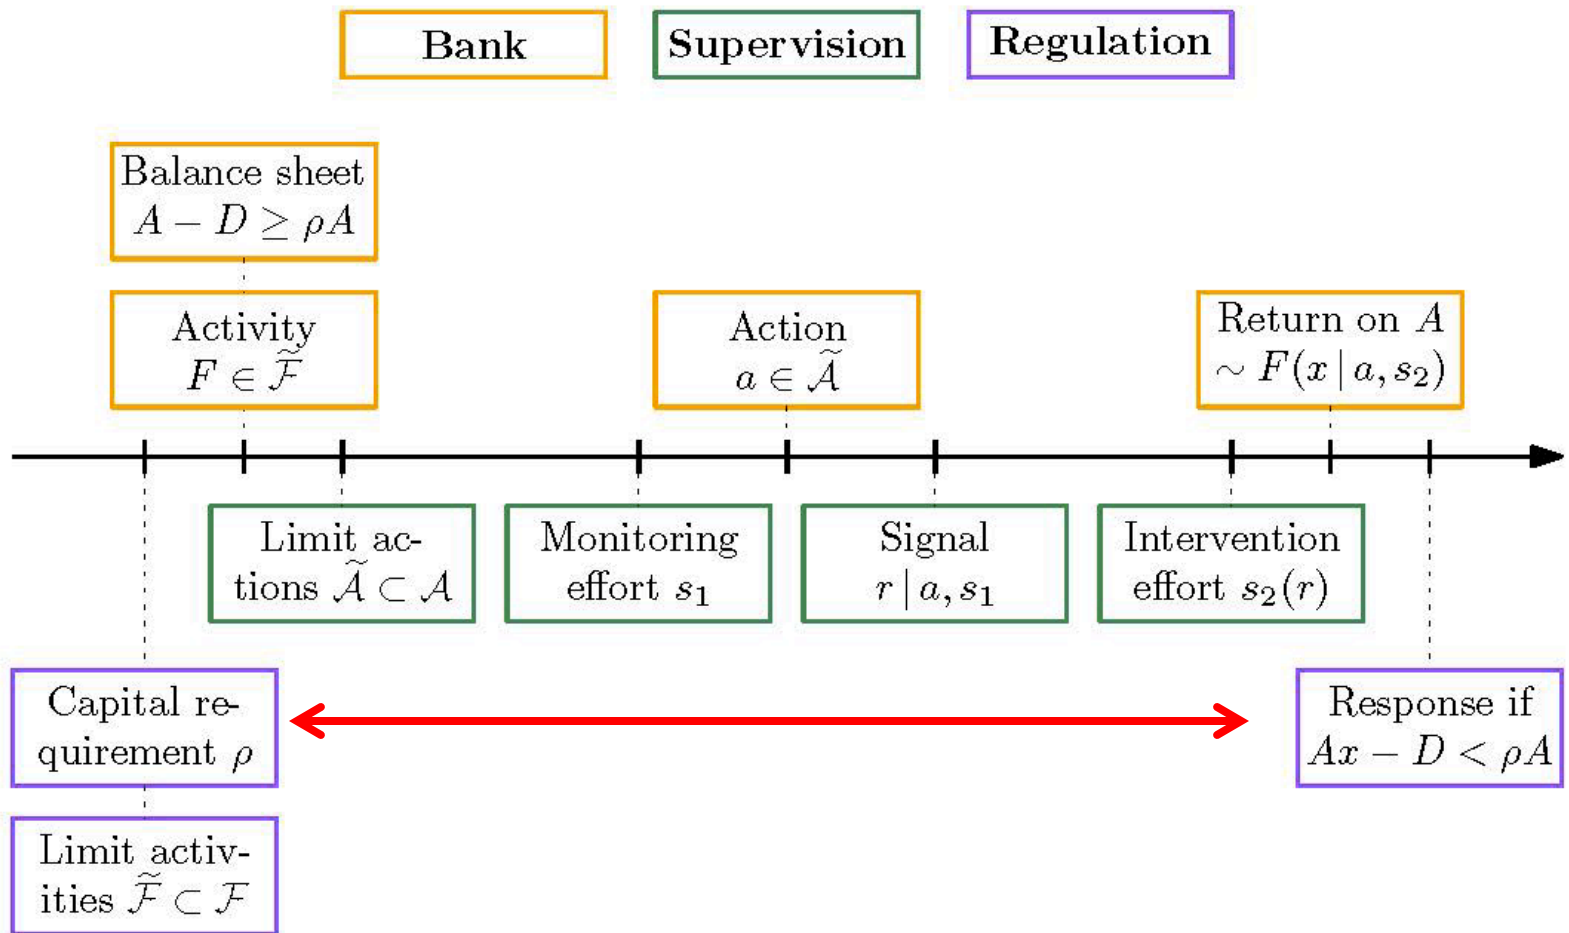 Bank
Supervision
Regulation
Balance sheet
A − D ≥ ρA
Activity
F ∈ F̃
Action
a ∈ Ã
Return on A
∼ F(x | a, s₂)
Limit ac-
tions Ã ⊂ A
Monitoring
effort s₁
Signal
r | a, s₁
Intervention
effort s₂(r)
Capital re-
quirement ρ
Response if
Ax − D < ρA
Limit activ-
ities F̃ ⊂ F